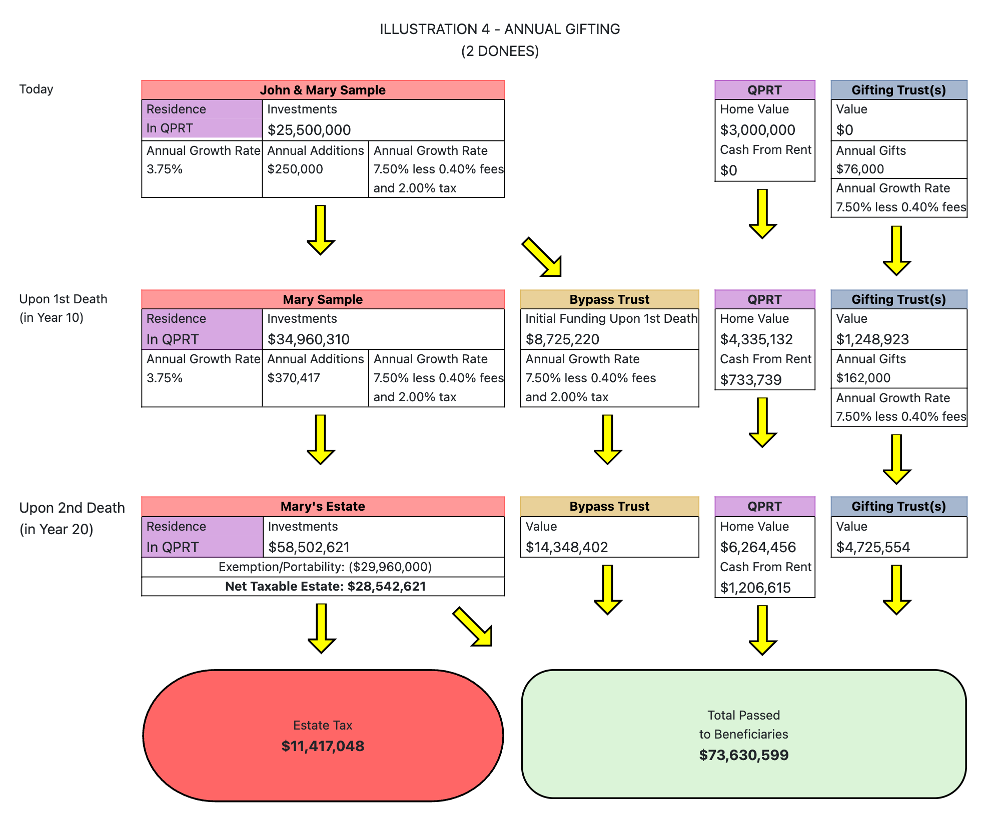 ILLUSTRATION 4 - ANNUAL GIFTING
(2 DONEES)
Today
John & Mary Sample
Residence
In QPRT
Investments
$25,500,000
Annual Growth Rate
3.75%
Annual Additions
$250,000
Annual Growth Rate
7.50% less 0.40% fees
and 2.00% tax
QPRT
Home Value
$3,000,000
Cash From Rent
$0
Gifting Trust(s)
Value
$0
Annual Gifts
$76,000
Annual Growth Rate
7.50% less 0.40% fees
Upon 1st Death
(in Year 10)
Mary Sample
Residence
In QPRT
Investments
$34,960,310
Annual Growth Rate
3.75%
Annual Additions
$370,417
Annual Growth Rate
7.50% less 0.40% fees
and 2.00% tax
Bypass Trust
Initial Funding Upon 1st Death
$8,725,220
Annual Growth Rate
7.50% less 0.40% fees
and 2.00% tax
QPRT
Home Value
$4,335,132
Cash From Rent
$733,739
Gifting Trust(s)
Value
$1,248,923
Annual Gifts
$162,000
Annual Growth Rate
7.50% less 0.40% fees
Upon 2nd Death
(in Year 20)
Mary's Estate
Residence
In QPRT
Investments
$58,502,621
Exemption/Portability: ($29,960,000)
Net Taxable Estate: $28,542,621
Bypass Trust
Value
$14,348,402
QPRT
Home Value
$6,264,456
Cash From Rent
$1,206,615
Gifting Trust(s)
Value
$4,725,554
Estate Tax
$11,417,048
Total Passed
to Beneficiaries
$73,630,599